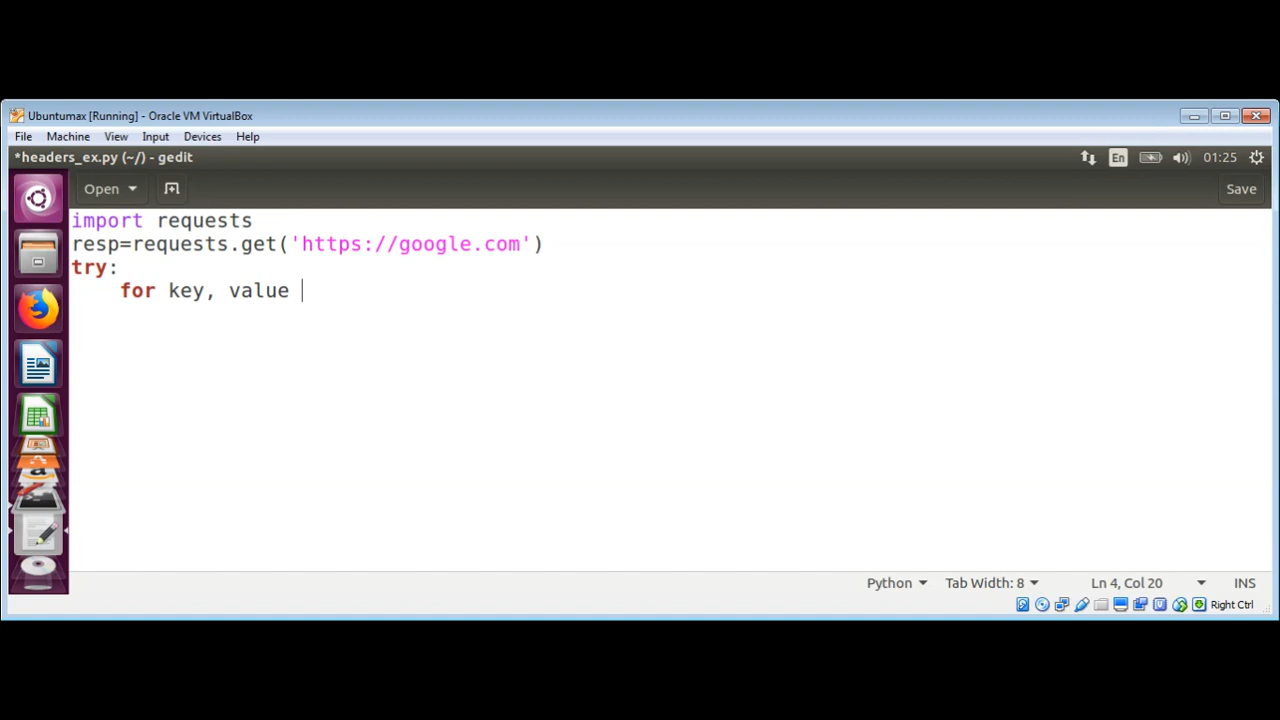 Ubuntumax [Running] - Oracle VM VirtualBox
File Machine View Input Devices Help
*headers_ex.py (~/) - gedit
En
01:25
Open
Save
import requests
resp=requests.get('https://google.com')
try:
    for key, value
Python
Tab Width: 8
Ln 4, Col 20
INS
Right Ctrl